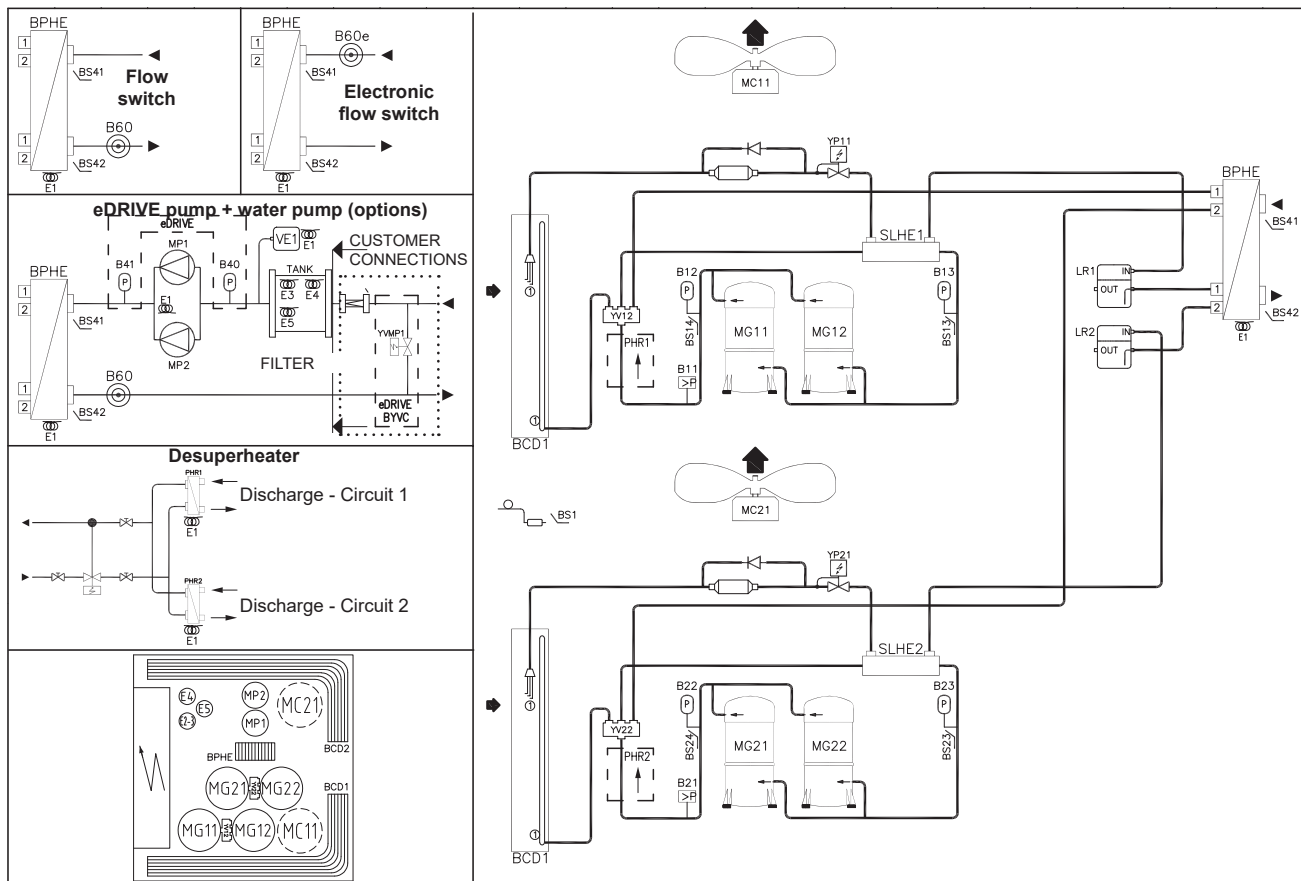 BPHE
1
2
BS41
Flow
switch
B60
1
2
BS42
E1
BPHE
B60e
1
2
BS41
Electronic
flow switch
1
2
BS42
E1
eDRIVE pump + water pump (options)
eDRIVE
MP1
B41
P
B40
P
VE1
E1
CUSTOMER
CONNECTIONS
BPHE
1
2
BS41
E1
TANK
E3
E4
E5
MP2
FILTER
YVMP1
B60
1
2
BS42
E1
eDRIVE
BYVC
Desuperheater
PHR1
Discharge - Circuit 1
E1
PHR2
Discharge - Circuit 2
E1
E4
E5
E2-3
MP2
MP1
MC21
BPHE
BCD2
MG21
MG22
BCD1
MG11
MG12
MC11
MC11
YP11
BPHE
1
2
BS41
SLHE1
1
1
B12
P
BS14
B13
P
BS13
YV12
PHR1
MG11
MG12
B11
>P
BCD1
LR1
IN
OUT
LR2
IN
OUT
1
2
BS42
E1
MC21
BS1
YP21
SLHE2
1
1
B22
P
BS24
B23
P
BS23
YV22
PHR2
MG21
MG22
B21
>P
BCD1